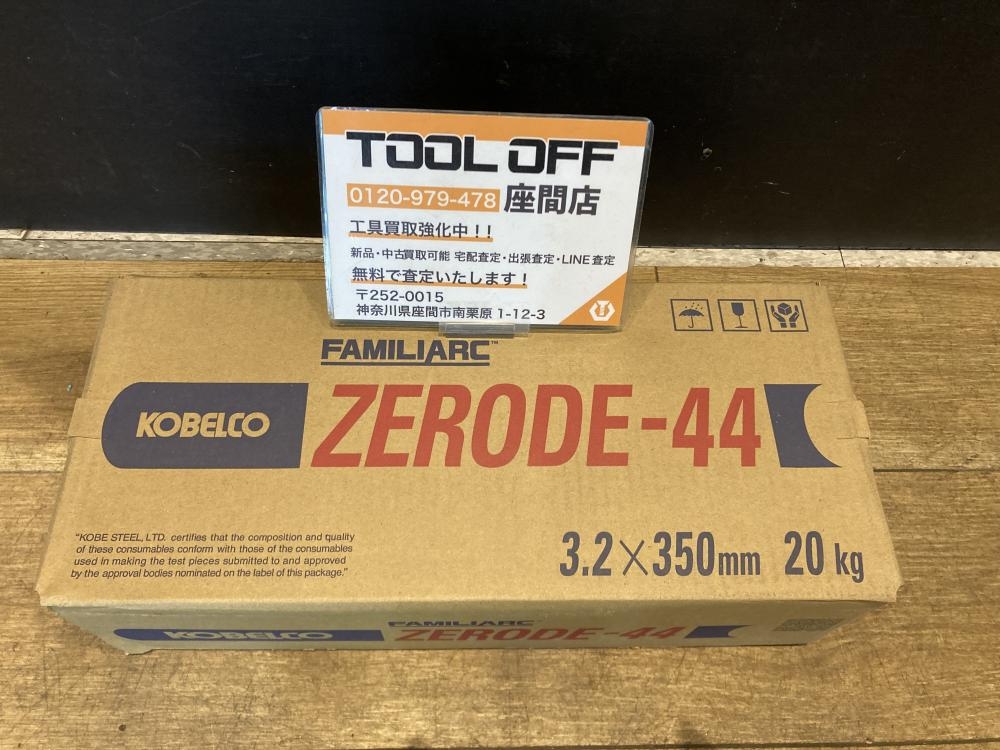 TOOL OFF
0120-979-478 座間店
工具買取強化中！！
新品・中古買取可能 宅配査定・出張査定・LINE査定
無料で査定いたします！
〒252-0015
神奈川県座間市南栗原 1-12-3
FAMILIARC™
KOBELCO ZERODE-44
"KOBE STEEL, LTD. certifies that the composition and quality
of these consumables conform with those of the consumables
used in making the test pieces submitted to and approved
by the approval bodies nominated on the label of this package."
3.2×350mm 20kg
FAMILIARC
KOBELCO ZERODE-44